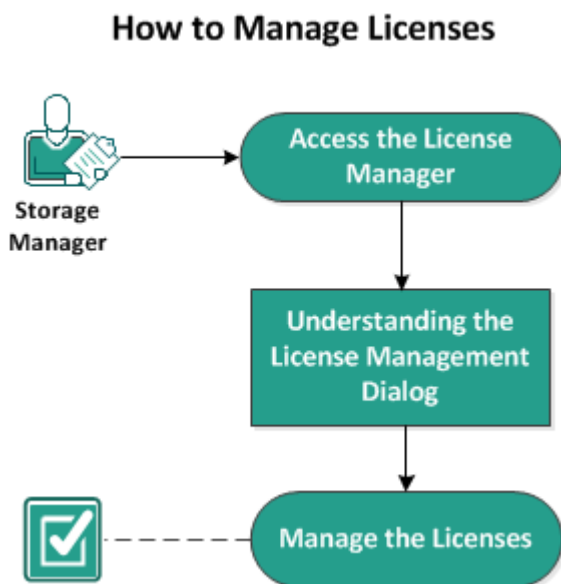 How to Manage Licenses
Access the License
Manager
Storage
Manager
Understanding the
License Management
Dialog
Manage the Licenses